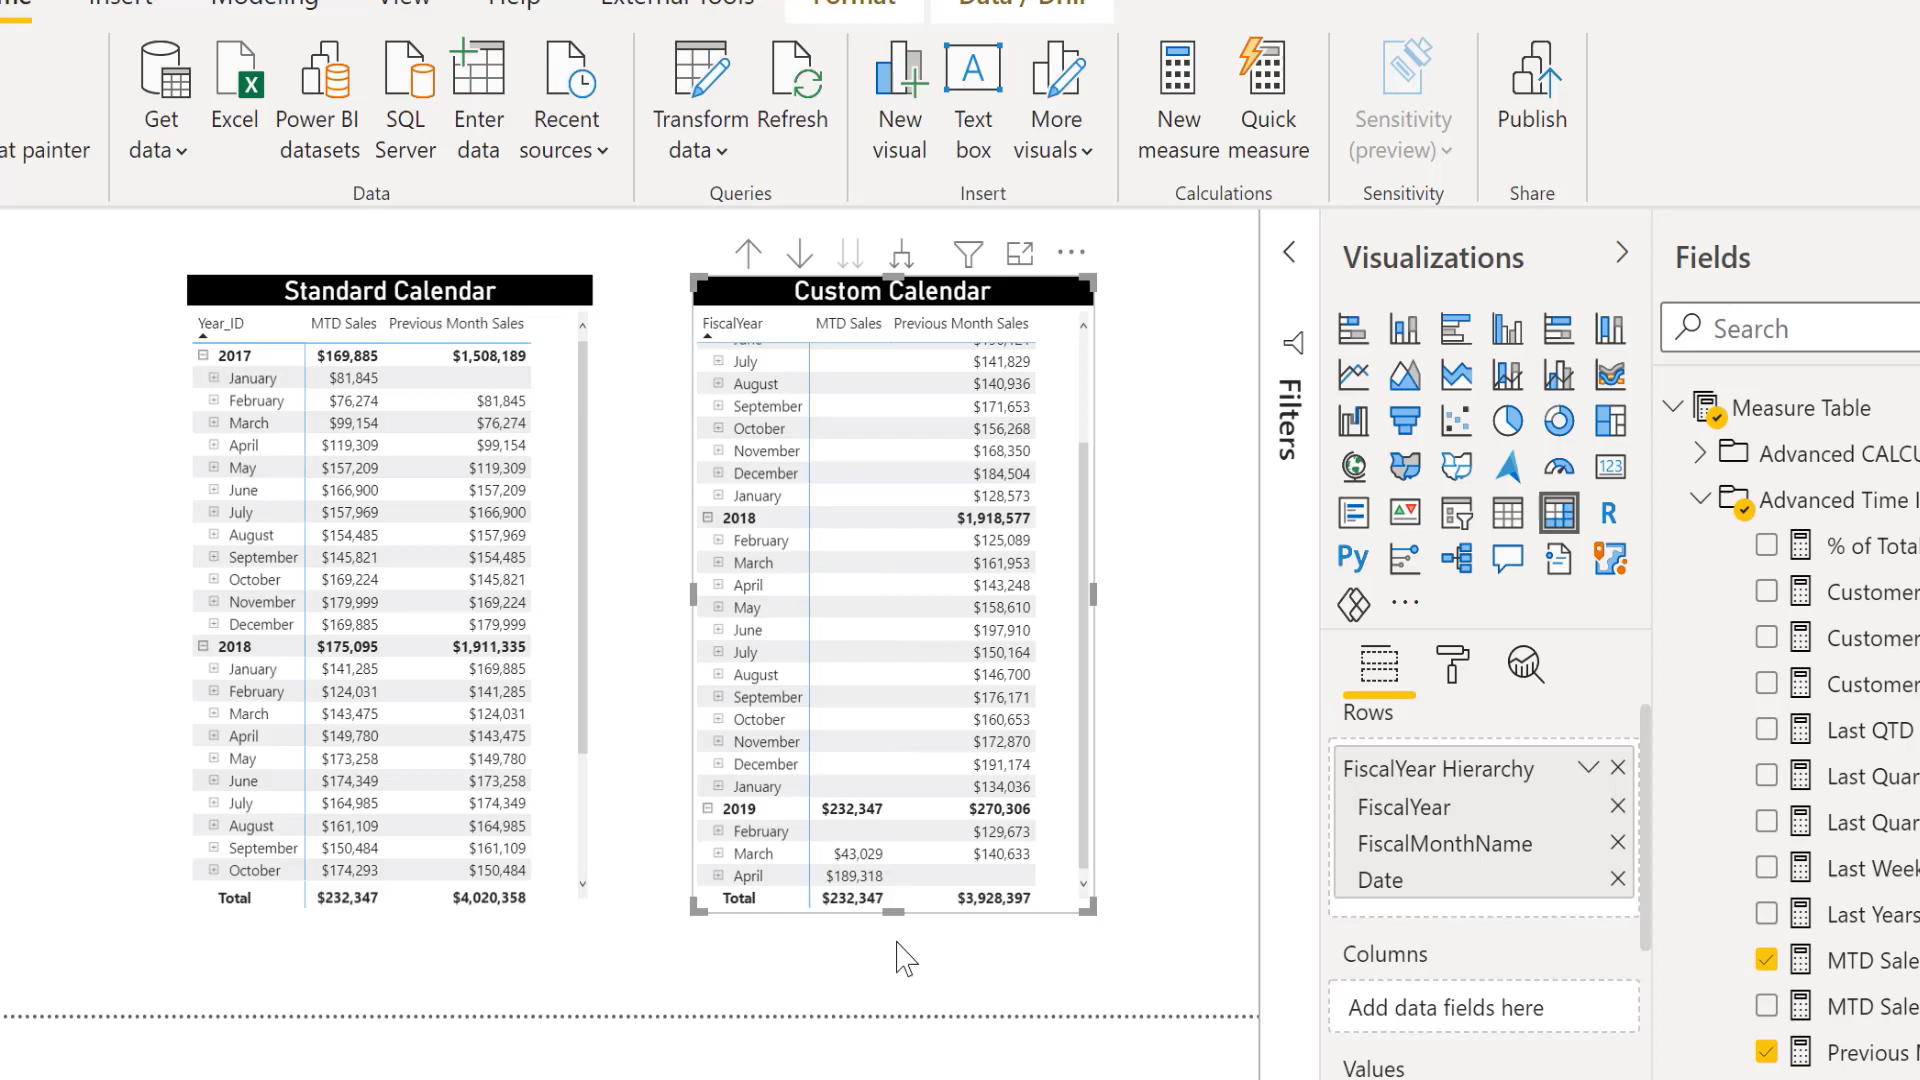 Insert
Modeling
View
Help
External Tools
Format
Data / Drill
at painter
Get
data
Excel
Power BI
datasets
SQL
Server
Enter
data
Recent
sources
Data
Transform
data
Refresh
Queries
New
visual
Text
box
More
visuals
Insert
New
measure
Quick
measure
Calculations
Sensitivity
(preview)
Sensitivity
Publish
Share
Standard Calendar
Year_ID MTD Sales Previous Month Sales
2017 $169,885 $1,508,189
January $81,845
February $76,274 $81,845
March $99,154 $76,274
April $119,309 $99,154
May $157,209 $119,309
June $166,900 $157,209
July $157,969 $166,900
August $154,485 $157,969
September $145,821 $154,485
October $169,224 $145,821
November $179,999 $169,224
December $169,885 $179,999
2018 $175,095 $1,911,335
January $141,285 $169,885
February $124,031 $141,285
March $143,475 $124,031
April $149,780 $143,475
May $173,258 $149,780
June $174,349 $173,258
July $164,985 $174,349
August $161,109 $164,985
September $150,484 $161,109
October $174,293 $150,484
Total $232,347 $4,020,358
Custom Calendar
FiscalYear MTD Sales Previous Month Sales
July $141,829
August $140,936
September $171,653
October $156,268
November $168,350
December $184,504
January $128,573
2018 $1,918,577
February $125,089
March $161,953
April $143,248
May $158,610
June $197,910
July $150,164
August $146,700
September $176,171
October $160,653
November $172,870
December $191,174
January $134,036
2019 $232,347 $270,306
February $129,673
March $43,029 $140,633
April $189,318
Total $232,347 $3,928,397
Filters
Visualizations
123
R
Py
Rows
FiscalYear Hierarchy
FiscalYear
FiscalMonthName
Date
Columns
Add data fields here
Values
Fields
Search
Measure Table
Advanced CALCU
Advanced Time I
% of Total
Customer
Customer
Customer
Last QTD
Last Quar
Last Quar
Last Week
Last Years
MTD Sale
MTD Sale
Previous M